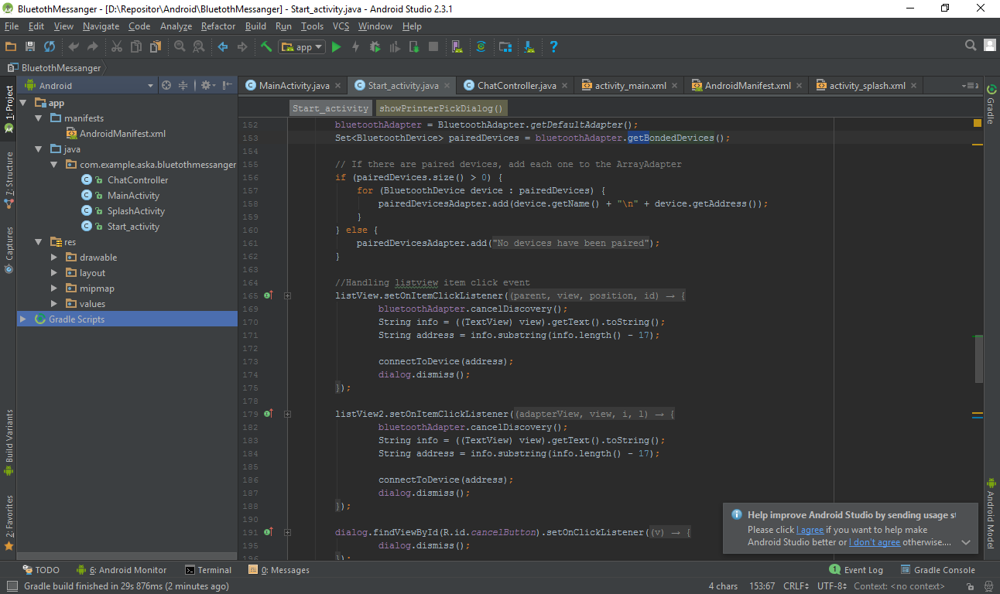 BluetothMessanger - [D:\Repositor\Android\BluetothMessanger] - Start_activity.java - Android Studio 2.3.1
File Edit View Navigate Code Analyze Refactor Build Run Tools VCS Window Help
app
BluetothMessanger
Android
MainActivity.java Start_activity.java ChatController.java activity_main.xml AndroidManifest.xml activity_splash.xml 3
1: Project
7: Structure
Captures
Build Variants
2: Favorites
app
manifests
AndroidManifest.xml
java
com.example.aska.bluetothmessanger
ChatController
MainActivity
SplashActivity
Start_activity
res
drawable
layout
mipmap
values
Gradle Scripts
Start_activity showPrinterPickDialog()
152 bluetoothAdapter = BluetoothAdapter.getDefaultAdapter();
153 Set<BluetoothDevice> pairedDevices = bluetoothAdapter.getBondedDevices();
154
155 // If there are paired devices, add each one to the ArrayAdapter
156 if (pairedDevices.size() > 0) {
157 for (BluetoothDevice device : pairedDevices) {
158 pairedDevicesAdapter.add(device.getName() + "\n" + device.getAddress());
159 }
160 } else {
161 pairedDevicesAdapter.add("No devices have been paired");
162 }
163
164 //Handling listview item click event
165 listView.setOnItemClickListener((parent, view, position, id) → {
169 bluetoothAdapter.cancelDiscovery();
170 String info = ((TextView) view).getText().toString();
171 String address = info.substring(info.length() - 17);
172
173 connectToDevice(address);
174 dialog.dismiss();
175 });
178
179 listView2.setOnItemClickListener((adapterView, view, i, l) → {
182 bluetoothAdapter.cancelDiscovery();
183 String info = ((TextView) view).getText().toString();
184 String address = info.substring(info.length() - 17);
185
186 connectToDevice(address);
187 dialog.dismiss();
188 });
190
191 dialog.findViewById(R.id.cancelButton).setOnClickListener((v) → {
195 dialog.dismiss();
196 });
Gradle
Android Model
Help improve Android Studio by sending usage st
Please click I agree if you want to help make
Android Studio better or I don't agree otherwise....
TODO 6: Android Monitor Terminal 0: Messages 1 Event Log Gradle Console
Gradle build finished in 29s 876ms (2 minutes ago) 4 chars 153:67 CRLF UTF-8 Context: <no context>